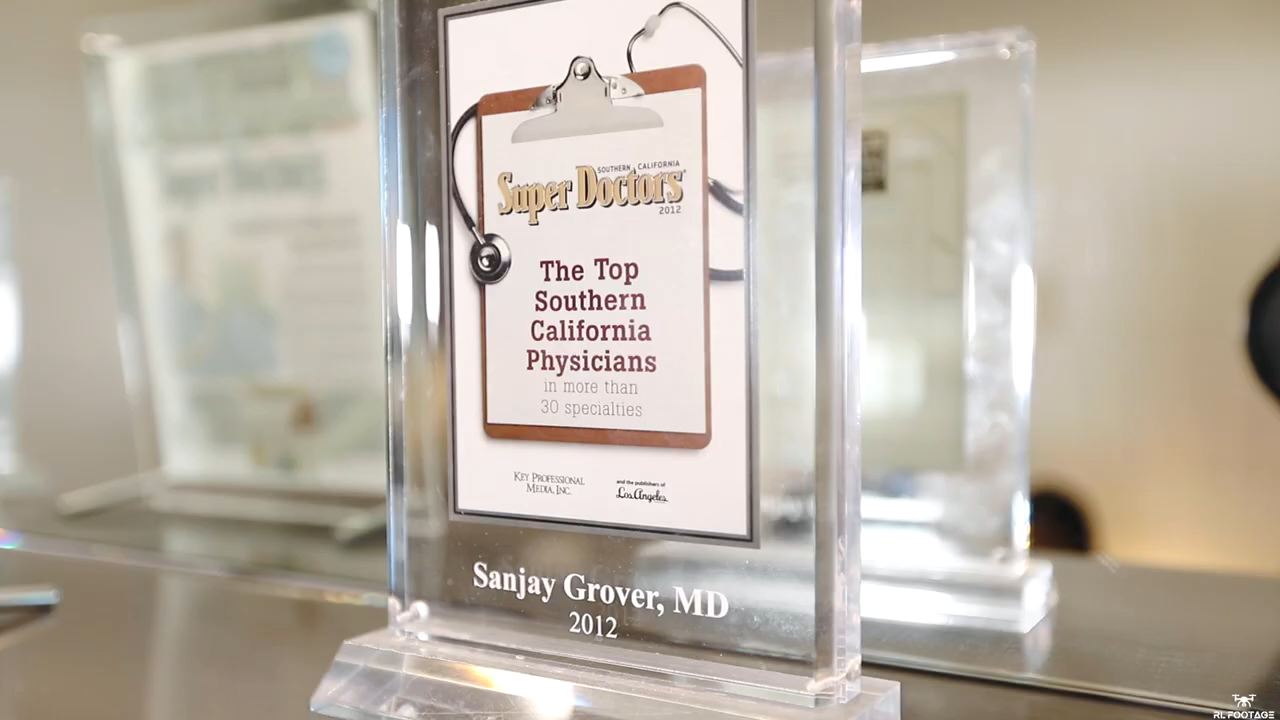 SOUTHERN CALIFORNIA
Super Doctors
2012
The Top
Southern
California
Physicians
in more than
30 specialties
KEY PROFESSIONAL
MEDIA, INC.
and the publishers of
Los Angeles
Sanjay Grover, MD
2012
RL FOOTAGE